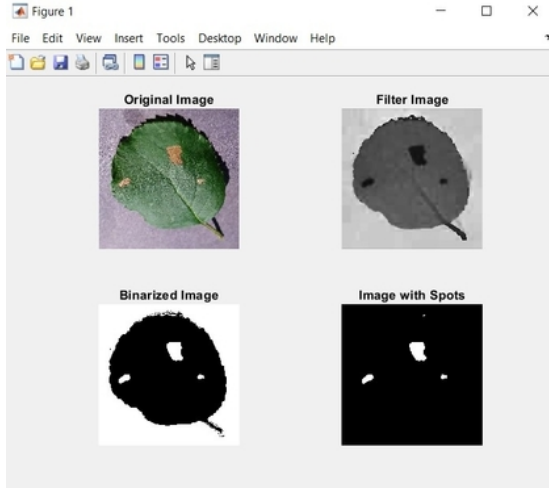 Figure 1
File Edit View Insert Tools Desktop Window Help
Original Image
Filter Image
Binarized Image
Image with Spots